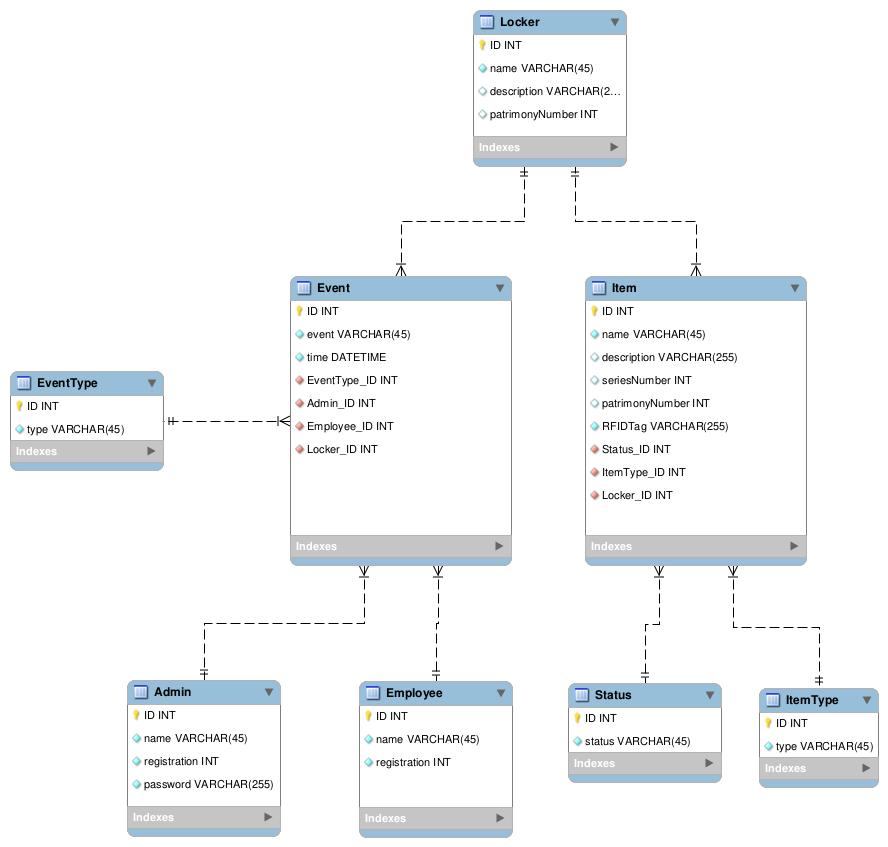 Locker
ID INT
name VARCHAR(45)
description VARCHAR(2...
patrimonyNumber INT
Indexes
Event
ID INT
event VARCHAR(45)
time DATETIME
EventType_ID INT
Admin_ID INT
Employee_ID INT
Locker_ID INT
Indexes
Item
ID INT
name VARCHAR(45)
description VARCHAR(255)
seriesNumber INT
patrimonyNumber INT
RFIDTag VARCHAR(255)
Status_ID INT
ItemType_ID INT
Locker_ID INT
Indexes
EventType
ID INT
type VARCHAR(45)
Indexes
Admin
ID INT
name VARCHAR(45)
registration INT
password VARCHAR(255)
Indexes
Employee
ID INT
name VARCHAR(45)
registration INT
Indexes
Status
ID INT
status VARCHAR(45)
Indexes
ItemType
ID INT
type VARCHAR(45)
Indexes